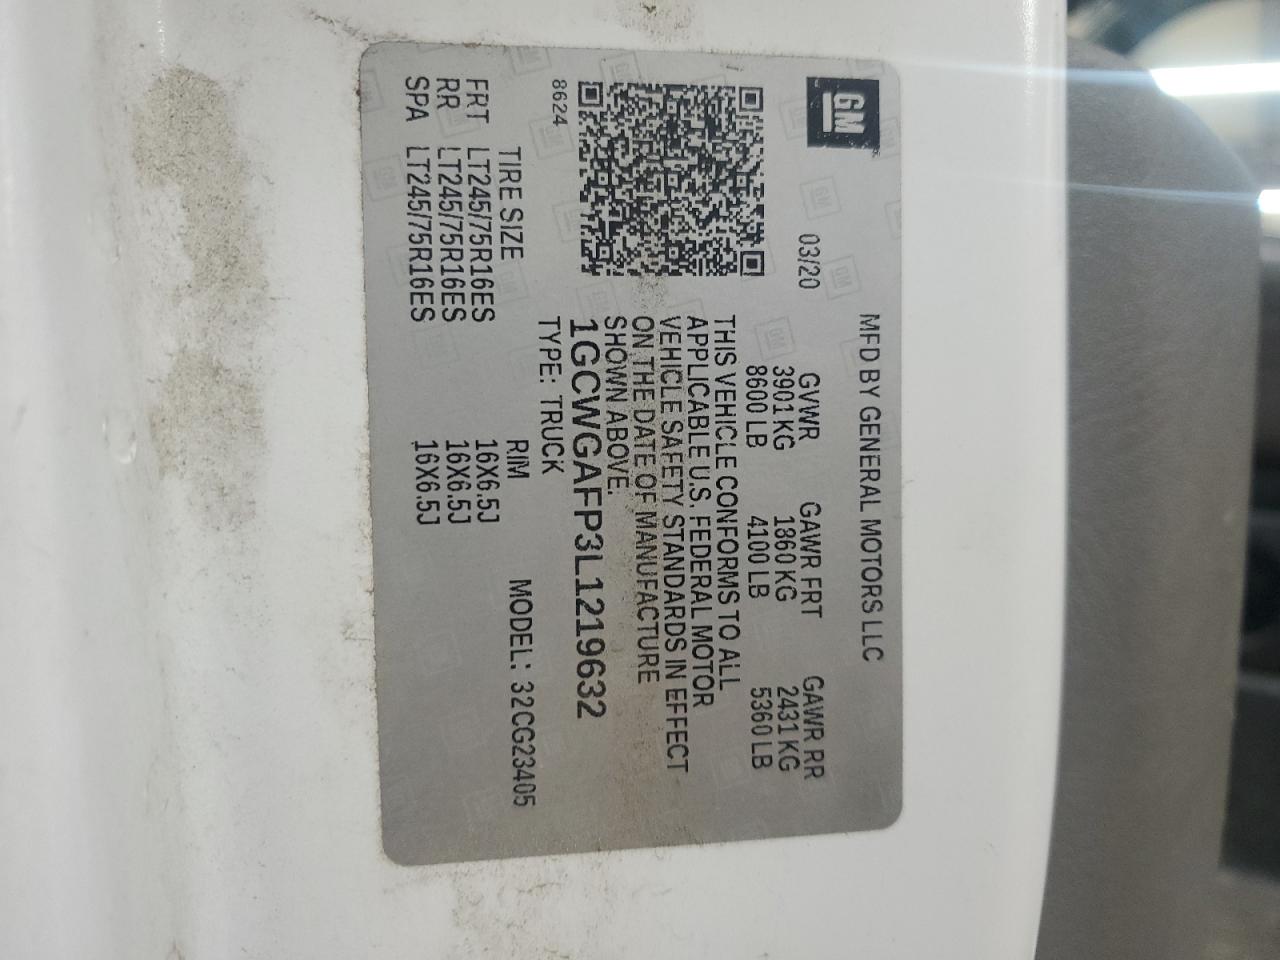 GM
MFD BY GENERAL MOTORS LLC
03/20
GVWR GAWR FRT GAWR RR
3901 KG 1860 KG 2431 KG
8600 LB 4100 LB 5360 LB
THIS VEHICLE CONFORMS TO ALL
APPLICABLE U.S. FEDERAL MOTOR
VEHICLE SAFETY STANDARDS IN EFFECT
ON THE DATE OF MANUFACTURE
SHOWN ABOVE.
1GCWGAFP3L1219632
8624
TYPE: TRUCK
TIRE SIZE RIM MODEL: 32CG23405
FRT LT245/75R16ES 16X6.5J
RR LT245/75R16ES 16X6.5J
SPA LT245/75R16ES 16X6.5J